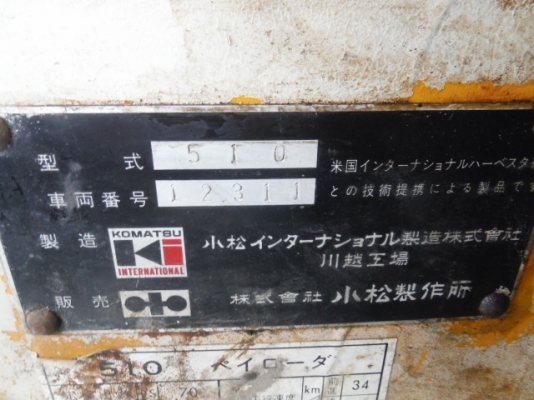 型式 510
米国インターナショナルハーベスタ
車両番号 12311
との技術提携による製品です
製造 KOMATSU INTERNATIONAL 小松インターナショナル製造株式會社
川越工場
販売 株式會社 小松製作所
510 ペイローダ
70 km 34